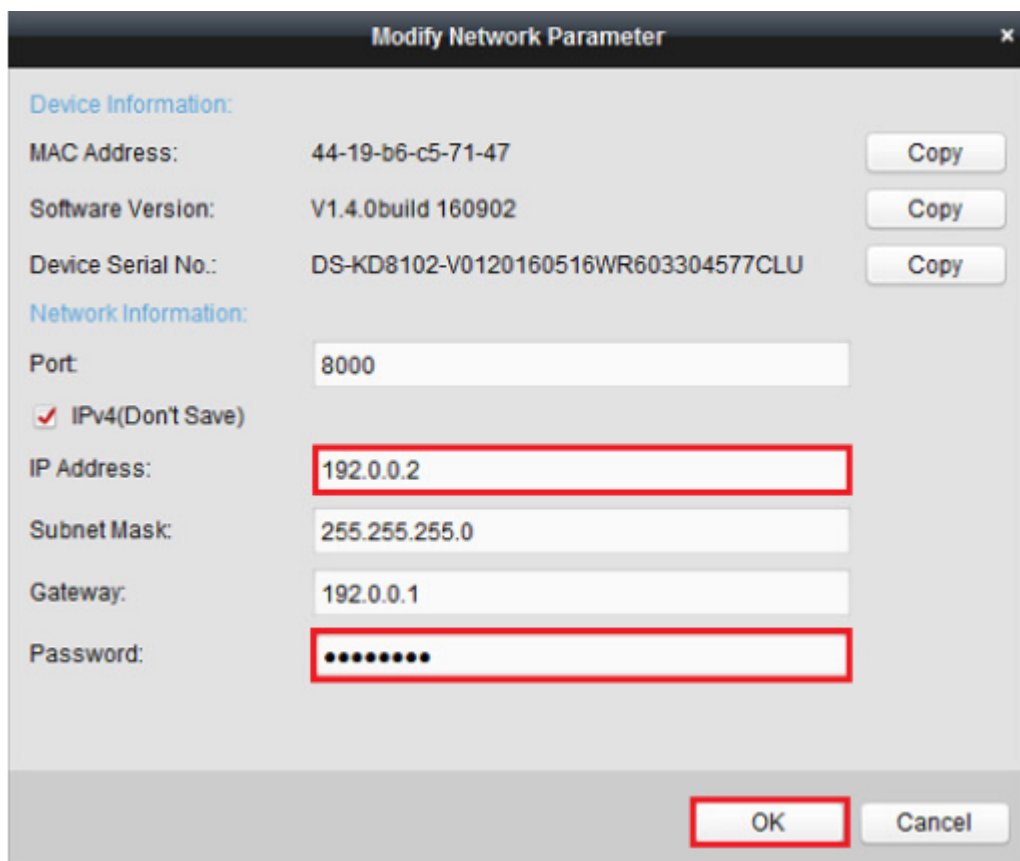 Modify Network Parameter ×
Device Information:
MAC Address: 44-19-b6-c5-71-47 Copy
Software Version: V1.4.0build 160902 Copy
Device Serial No.: DS-KD8102-V0120160516WR603304577CLU Copy
Network Information:
Port: 8000
IPv4(Don't Save)
IP Address: 192.0.0.2
Subnet Mask: 255.255.255.0
Gateway: 192.0.0.1
Password: ●●●●●●●●
OK Cancel